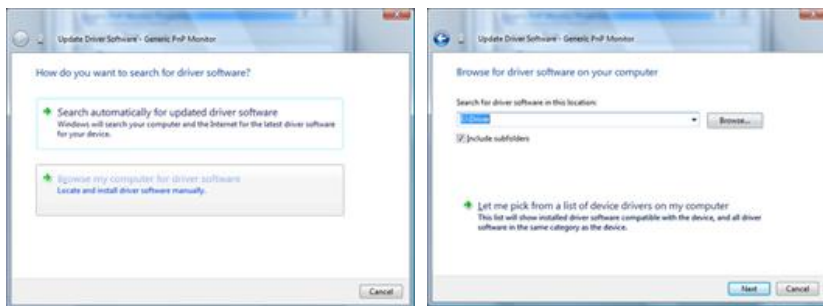 Update Driver Software - Generic PnP Monitor
How do you want to search for driver software?
Search automatically for updated driver software
Windows will search your computer and the Internet for the latest driver software
for your device.
Browse my computer for driver software
Locate and install driver software manually.
Cancel
Update Driver Software - Generic PnP Monitor
Browse for driver software on your computer
Search for driver software in this location:
Browse...
Include subfolders
Let me pick from a list of device drivers on my computer
This list will show installed driver software compatible with the device, and all driver
software in the same category as the device.
Next Cancel